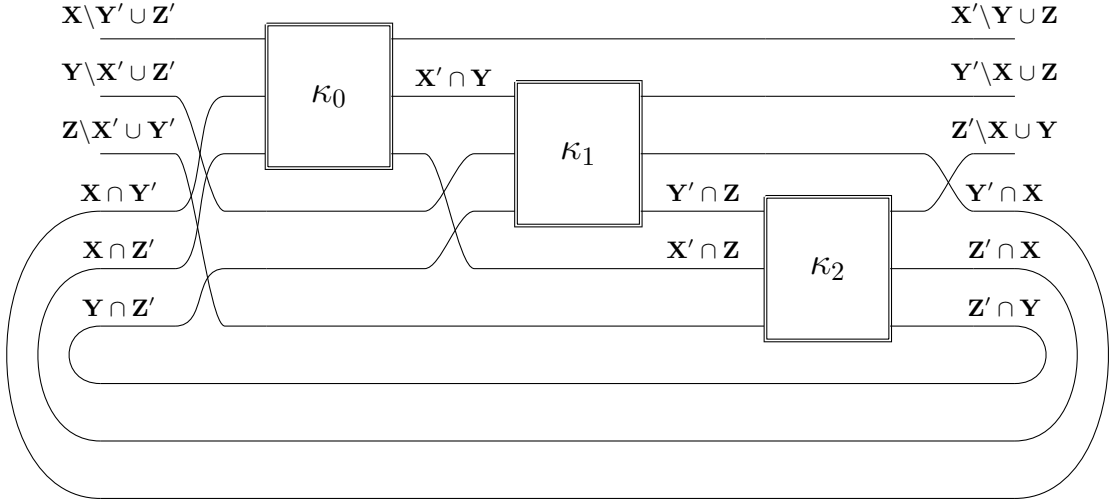 X\Y′ ∪ Z′
X′\Y ∪ Z
Y\X′ ∪ Z′
κ₀
X′ ∩ Y
Y′\X ∪ Z
Z\X′ ∪ Y′
κ₁
Z′\X ∪ Y
X ∩ Y′
Y′ ∩ Z
Y′ ∩ X
X ∩ Z′
X′ ∩ Z
κ₂
Z′ ∩ X
Y ∩ Z′
Z′ ∩ Y